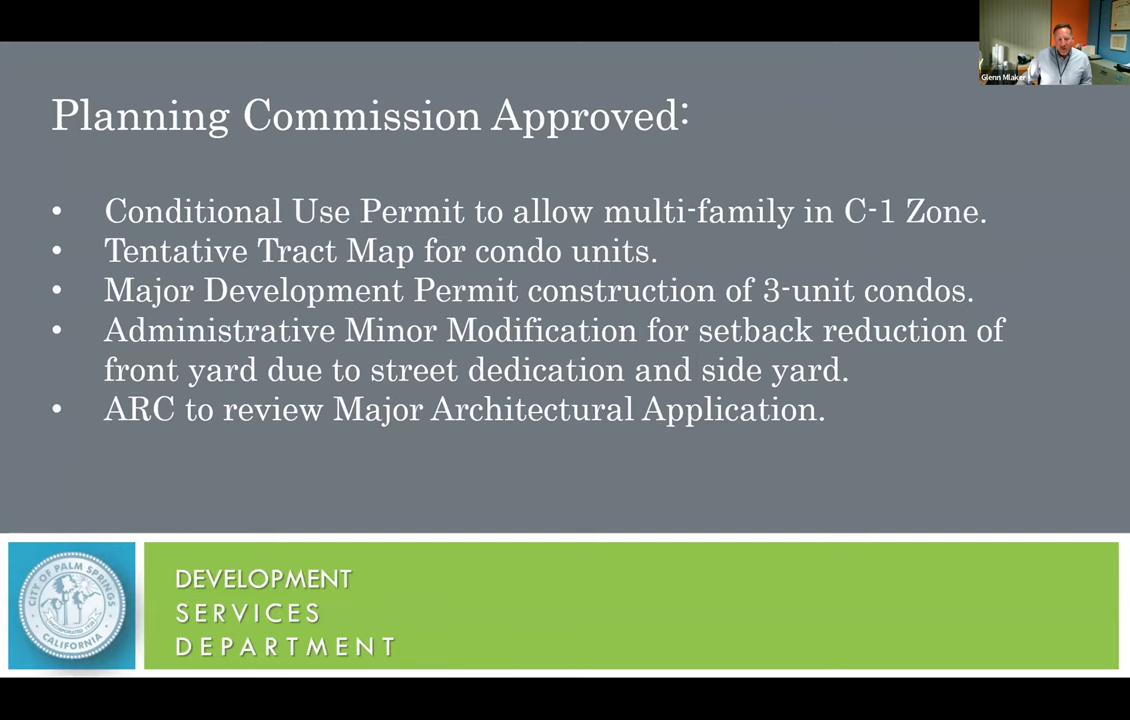 Glenn Mlaker
Planning Commission Approved:
• Conditional Use Permit to allow multi-family in C-1 Zone.
• Tentative Tract Map for condo units.
• Major Development Permit construction of 3-unit condos.
• Administrative Minor Modification for setback reduction of
front yard due to street dedication and side yard.
• ARC to review Major Architectural Application.
CITY OF PALM SPRINGS
CALIFORNIA
DEVELOPMENT
SERVICES
DEPARTMENT